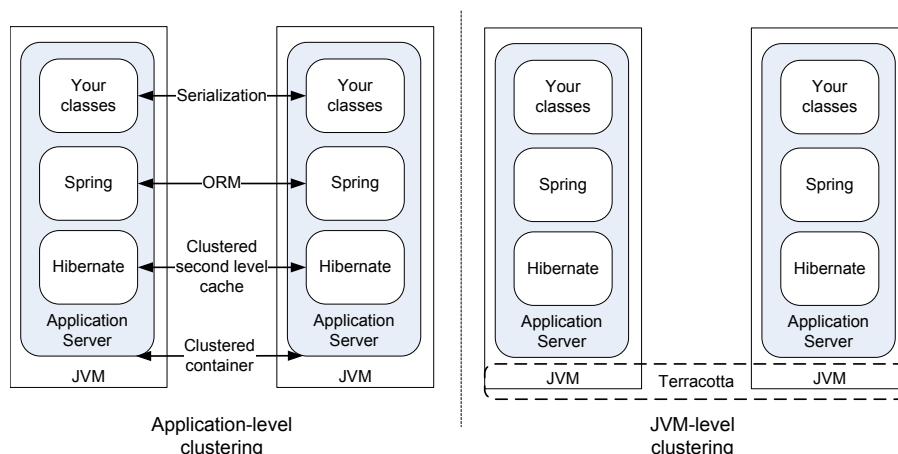 Your
classes
Serialization
Your
classes
Spring
ORM
Spring
Hibernate
Clustered
second level
cache
Hibernate
Application
Server
Clustered
container
Application
Server
JVM
JVM
Application-level
clustering
Your
classes
Your
classes
Spring
Spring
Hibernate
Hibernate
Application
Server
Application
Server
JVM
Terracotta
JVM
JVM-level
clustering